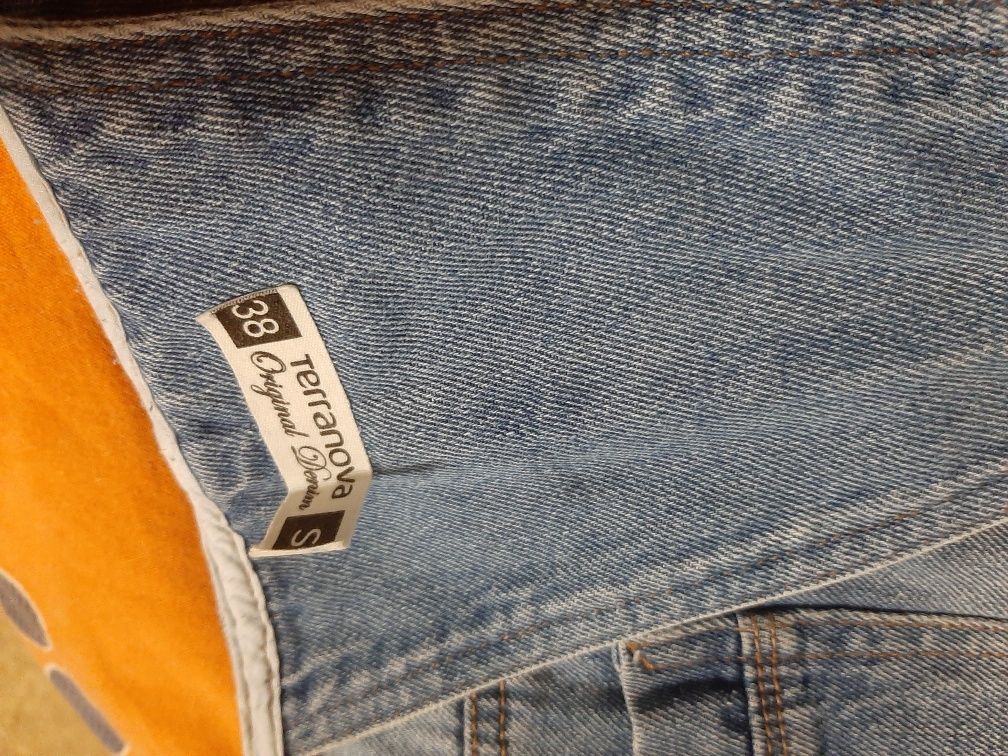 38
Terranova
Original Denim
S